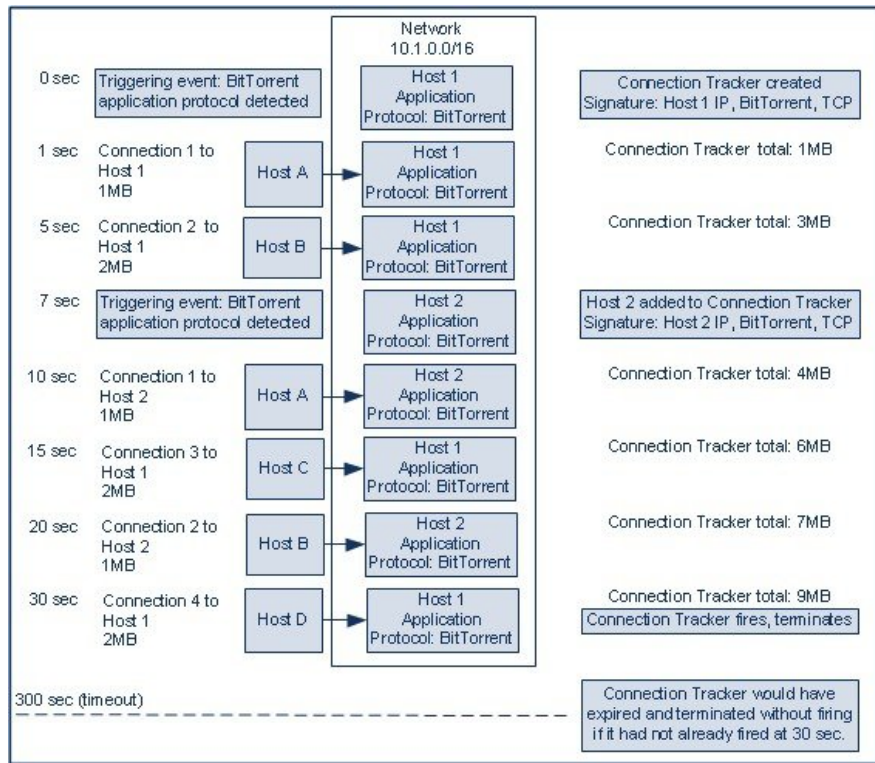 Network
10.1.0.0/16
0 sec
Triggering event: BitTorrent
application protocol detected
Host 1
Application
Protocol: BitTorrent
Connection Tracker created
Signature: Host 1 IP, BitTorrent, TCP
1 sec
Connection 1 to
Host 1
1MB
Host A
Host 1
Application
Protocol: BitTorrent
Connection Tracker total: 1MB
5 sec
Connection 2 to
Host 1
2MB
Host B
Host 1
Application
Protocol: BitTorrent
Connection Tracker total: 3MB
7 sec
Triggering event: BitTorrent
application protocol detected
Host 2
Application
Protocol: BitTorrent
Host 2 added to Connection Tracker
Signature: Host 2 IP, BitTorrent, TCP
10 sec
Connection 1 to
Host 2
1MB
Host A
Host 2
Application
Protocol: BitTorrent
Connection Tracker total: 4MB
15 sec
Connection 3 to
Host 1
2MB
Host C
Host 1
Application
Protocol: BitTorrent
Connection Tracker total: 6MB
20 sec
Connection 2 to
Host 2
1MB
Host B
Host 2
Application
Protocol: BitTorrent
Connection Tracker total: 7MB
30 sec
Connection 4 to
Host 1
2MB
Host D
Host 1
Application
Protocol: BitTorrent
Connection Tracker total: 9MB
Connection Tracker fires, terminates
300 sec (timeout)
Connection Tracker would have
expired and terminated without firing
if it had not already fired at 30 sec.